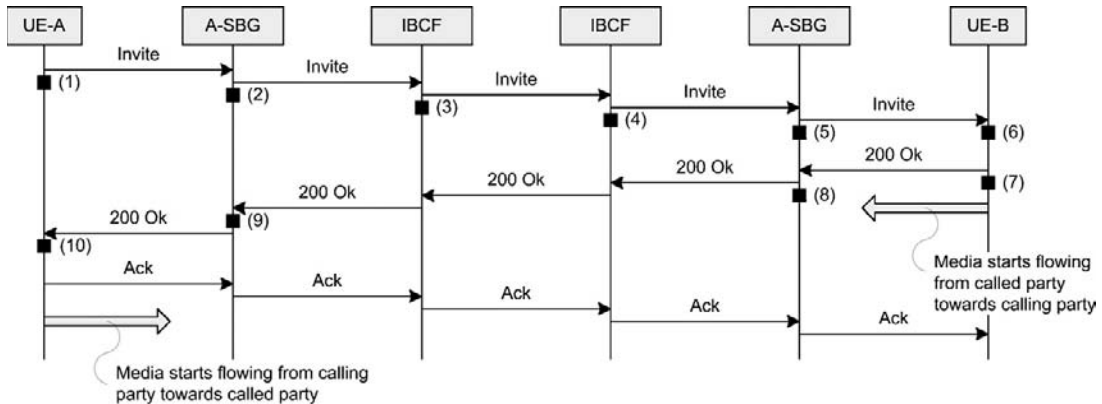 UE-A A-SBG IBCF IBCF A-SBG UE-B
Invite
(1)
Invite
(2)
Invite
(3)
Invite
(4)
Invite
(5)
(6)
200 Ok
(7)
200 Ok
(8)
200 Ok
200 Ok
(9)
200 Ok
(10)
Media starts flowing
from called party
towards calling party
Ack
Ack
Ack
Ack
Ack
Media starts flowing from calling
party towards called party